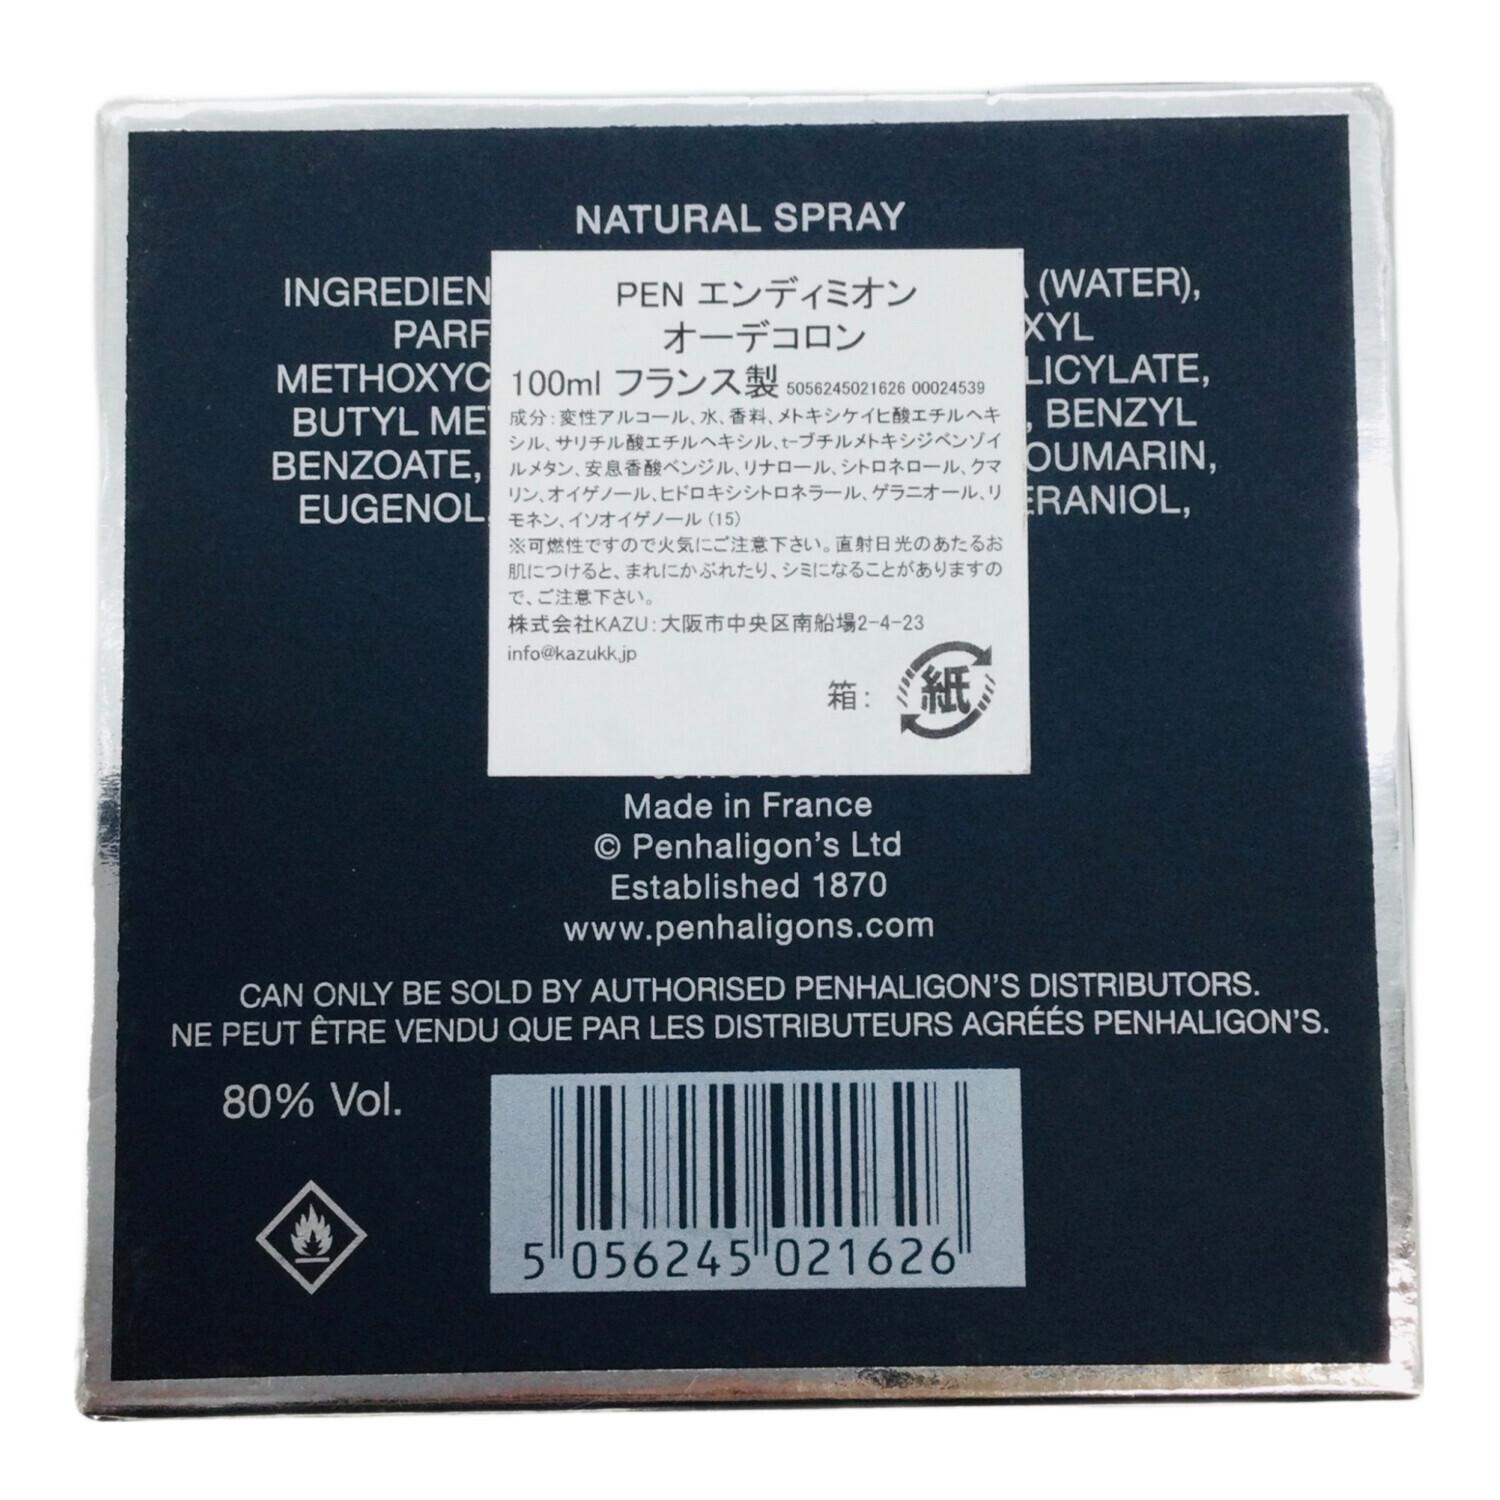 NATURAL SPRAY
INGREDIEN (WATER),
PARF XYL
METHOXYC LICYLATE,
BUTYL ME , BENZYL
BENZOATE, OUMARIN,
EUGENOL, ERANIOL,
PEN エンディミオン
オーデコロン
100ml フランス製 5056245021626 00024539
成分:変性アルコール、水、香料、メトキシケイヒ酸エチルヘキ
シル、サリチル酸エチルヘキシル、t-ブチルメトキシジベンゾイ
ルメタン、安息香酸ベンジル、リナロール、シトロネロール、クマ
リン、オイゲノール、ヒドロキシシトロネラール、ゲラニオール、リ
モネン、イソオイゲノール (15)
※可燃性ですので火気にご注意下さい。直射日光のあたるお
肌につけると、まれにかぶれたり、シミになることがありますの
で、ご注意下さい。
株式会社KAZU:大阪市中央区南船場2-4-23
info@kazukk.jp
箱: 紙
Made in France
© Penhaligon's Ltd
Established 1870
www.penhaligons.com
CAN ONLY BE SOLD BY AUTHORISED PENHALIGON'S DISTRIBUTORS.
NE PEUT ÊTRE VENDU QUE PAR LES DISTRIBUTEURS AGRÉÉS PENHALIGON'S.
80% Vol.
5 056245 021626